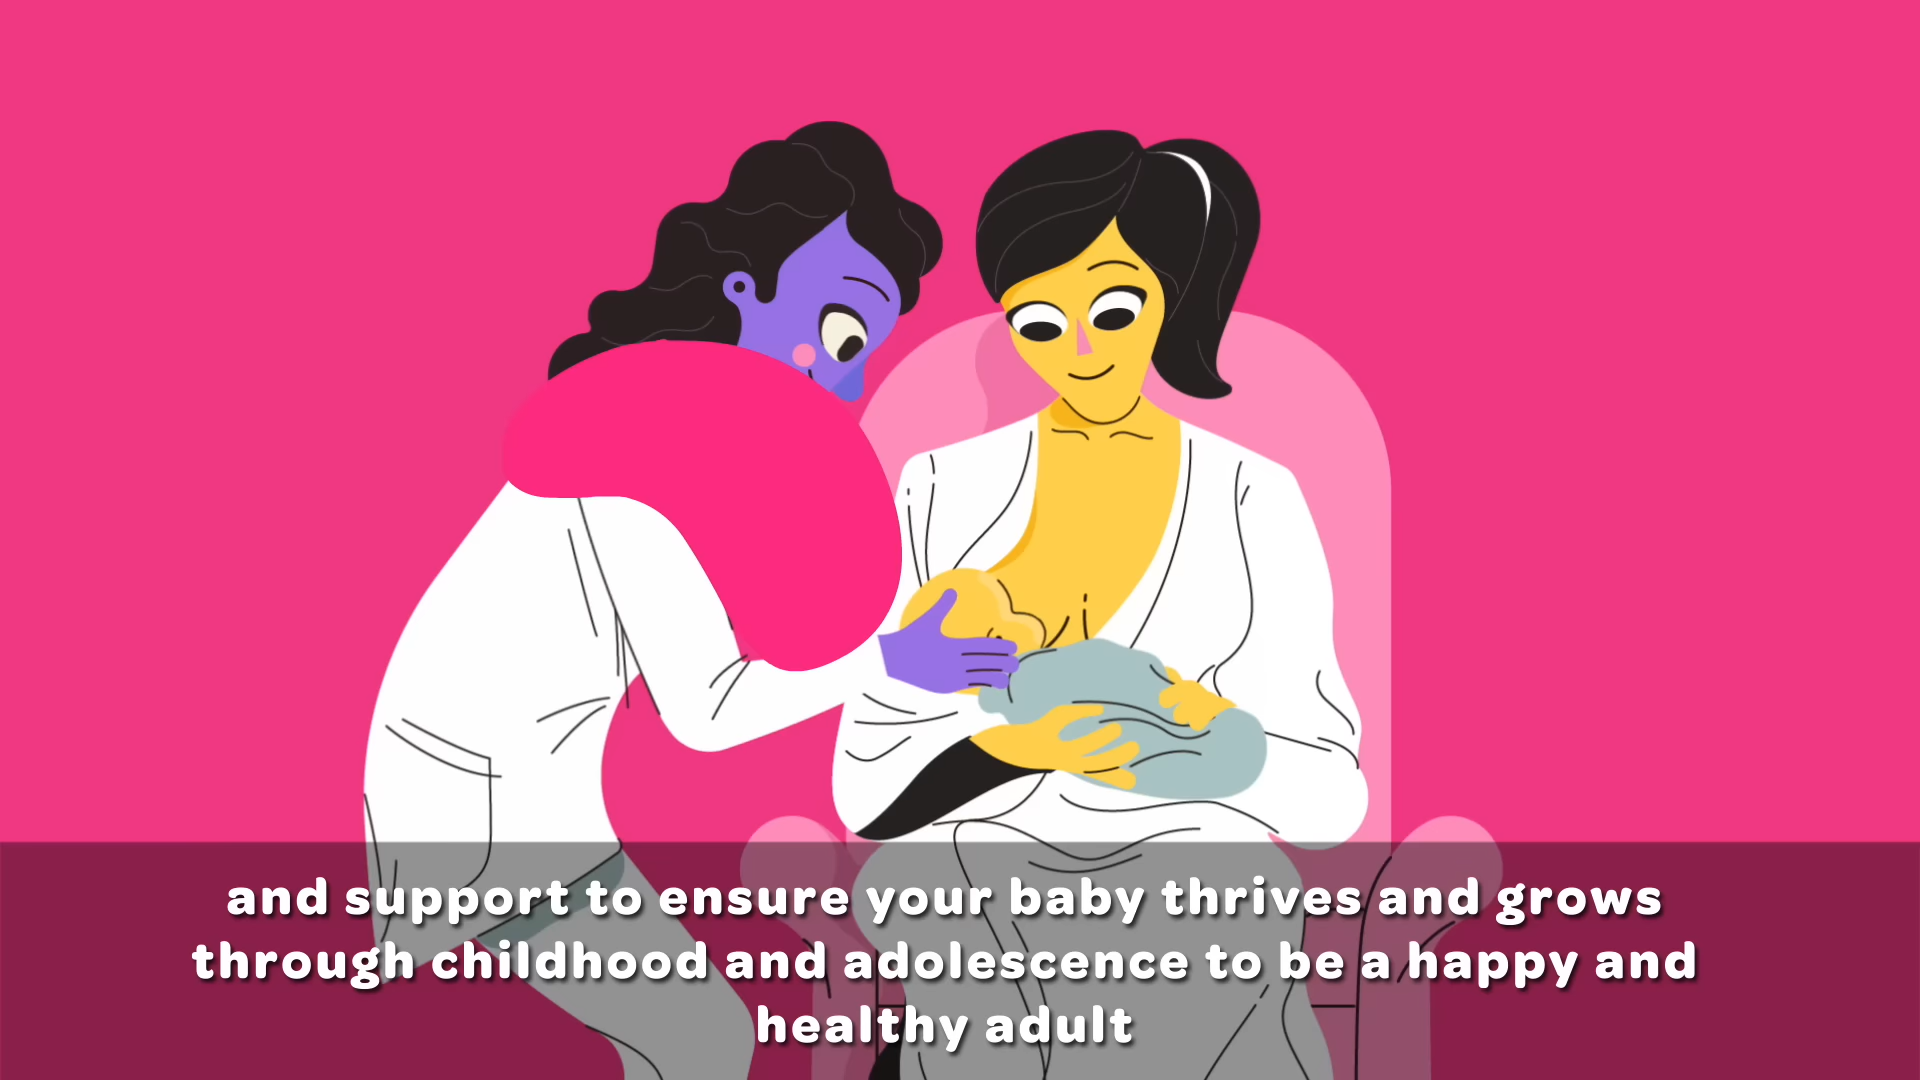 and support to ensure your baby thrives and grows
through childhood and adolescence to be a happy and
healthy adult